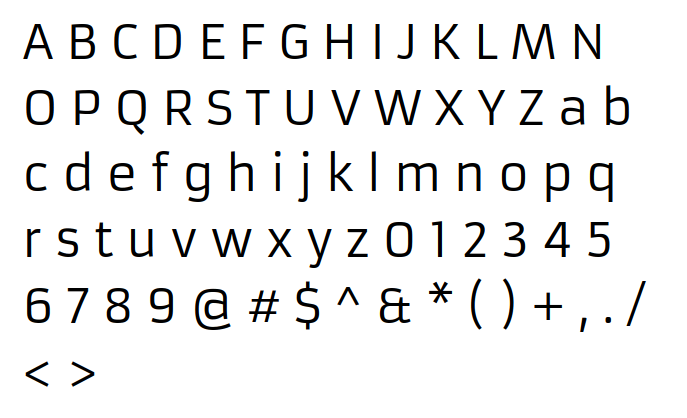 A B C D E F G H I J K L M N
O P Q R S T U V W X Y Z a b
c d e f g h i j k l m n o p q
r s t u v w x y z 0 1 2 3 4 5
6 7 8 9 @ # $ ^ & * ( ) + , . /
< >